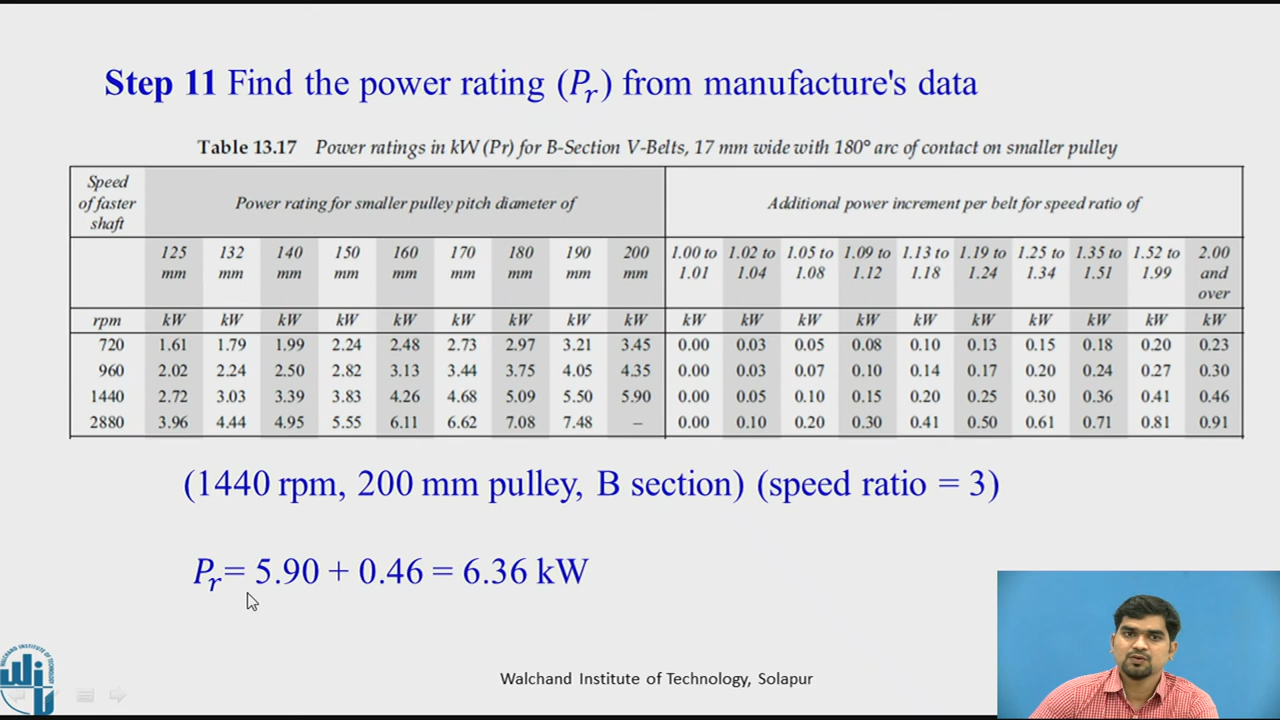 Step 11 Find the power rating (Pr) from manufacture's data
Table 13.17 Power ratings in kW (Pr) for B-Section V-Belts, 17 mm wide with 180° arc of contact on smaller pulley
Speed of faster shaft Power rating for smaller pulley pitch diameter of Additional power increment per belt for speed ratio of
125 mm 132 mm 140 mm 150 mm 160 mm 170 mm 180 mm 190 mm 200 mm 1.00 to 1.01 1.02 to 1.04 1.05 to 1.08 1.09 to 1.12 1.13 to 1.18 1.19 to 1.24 1.25 to 1.34 1.35 to 1.51 1.52 to 1.99 2.00 and over
rpm kW kW kW kW kW kW kW kW kW kW kW kW kW kW kW kW kW kW kW
720 1.61 1.79 1.99 2.24 2.48 2.73 2.97 3.21 3.45 0.00 0.03 0.05 0.08 0.10 0.13 0.15 0.18 0.20 0.23
960 2.02 2.24 2.50 2.82 3.13 3.44 3.75 4.05 4.35 0.00 0.03 0.07 0.10 0.14 0.17 0.20 0.24 0.27 0.30
1440 2.72 3.03 3.39 3.83 4.26 4.68 5.09 5.50 5.90 0.00 0.05 0.10 0.15 0.20 0.25 0.30 0.36 0.41 0.46
2880 3.96 4.44 4.95 5.55 6.11 6.62 7.08 7.48 – 0.00 0.10 0.20 0.30 0.41 0.50 0.61 0.71 0.81 0.91
(1440 rpm, 200 mm pulley, B section) (speed ratio = 3)
Pr = 5.90 + 0.46 = 6.36 kW
Walchand Institute of Technology, Solapur